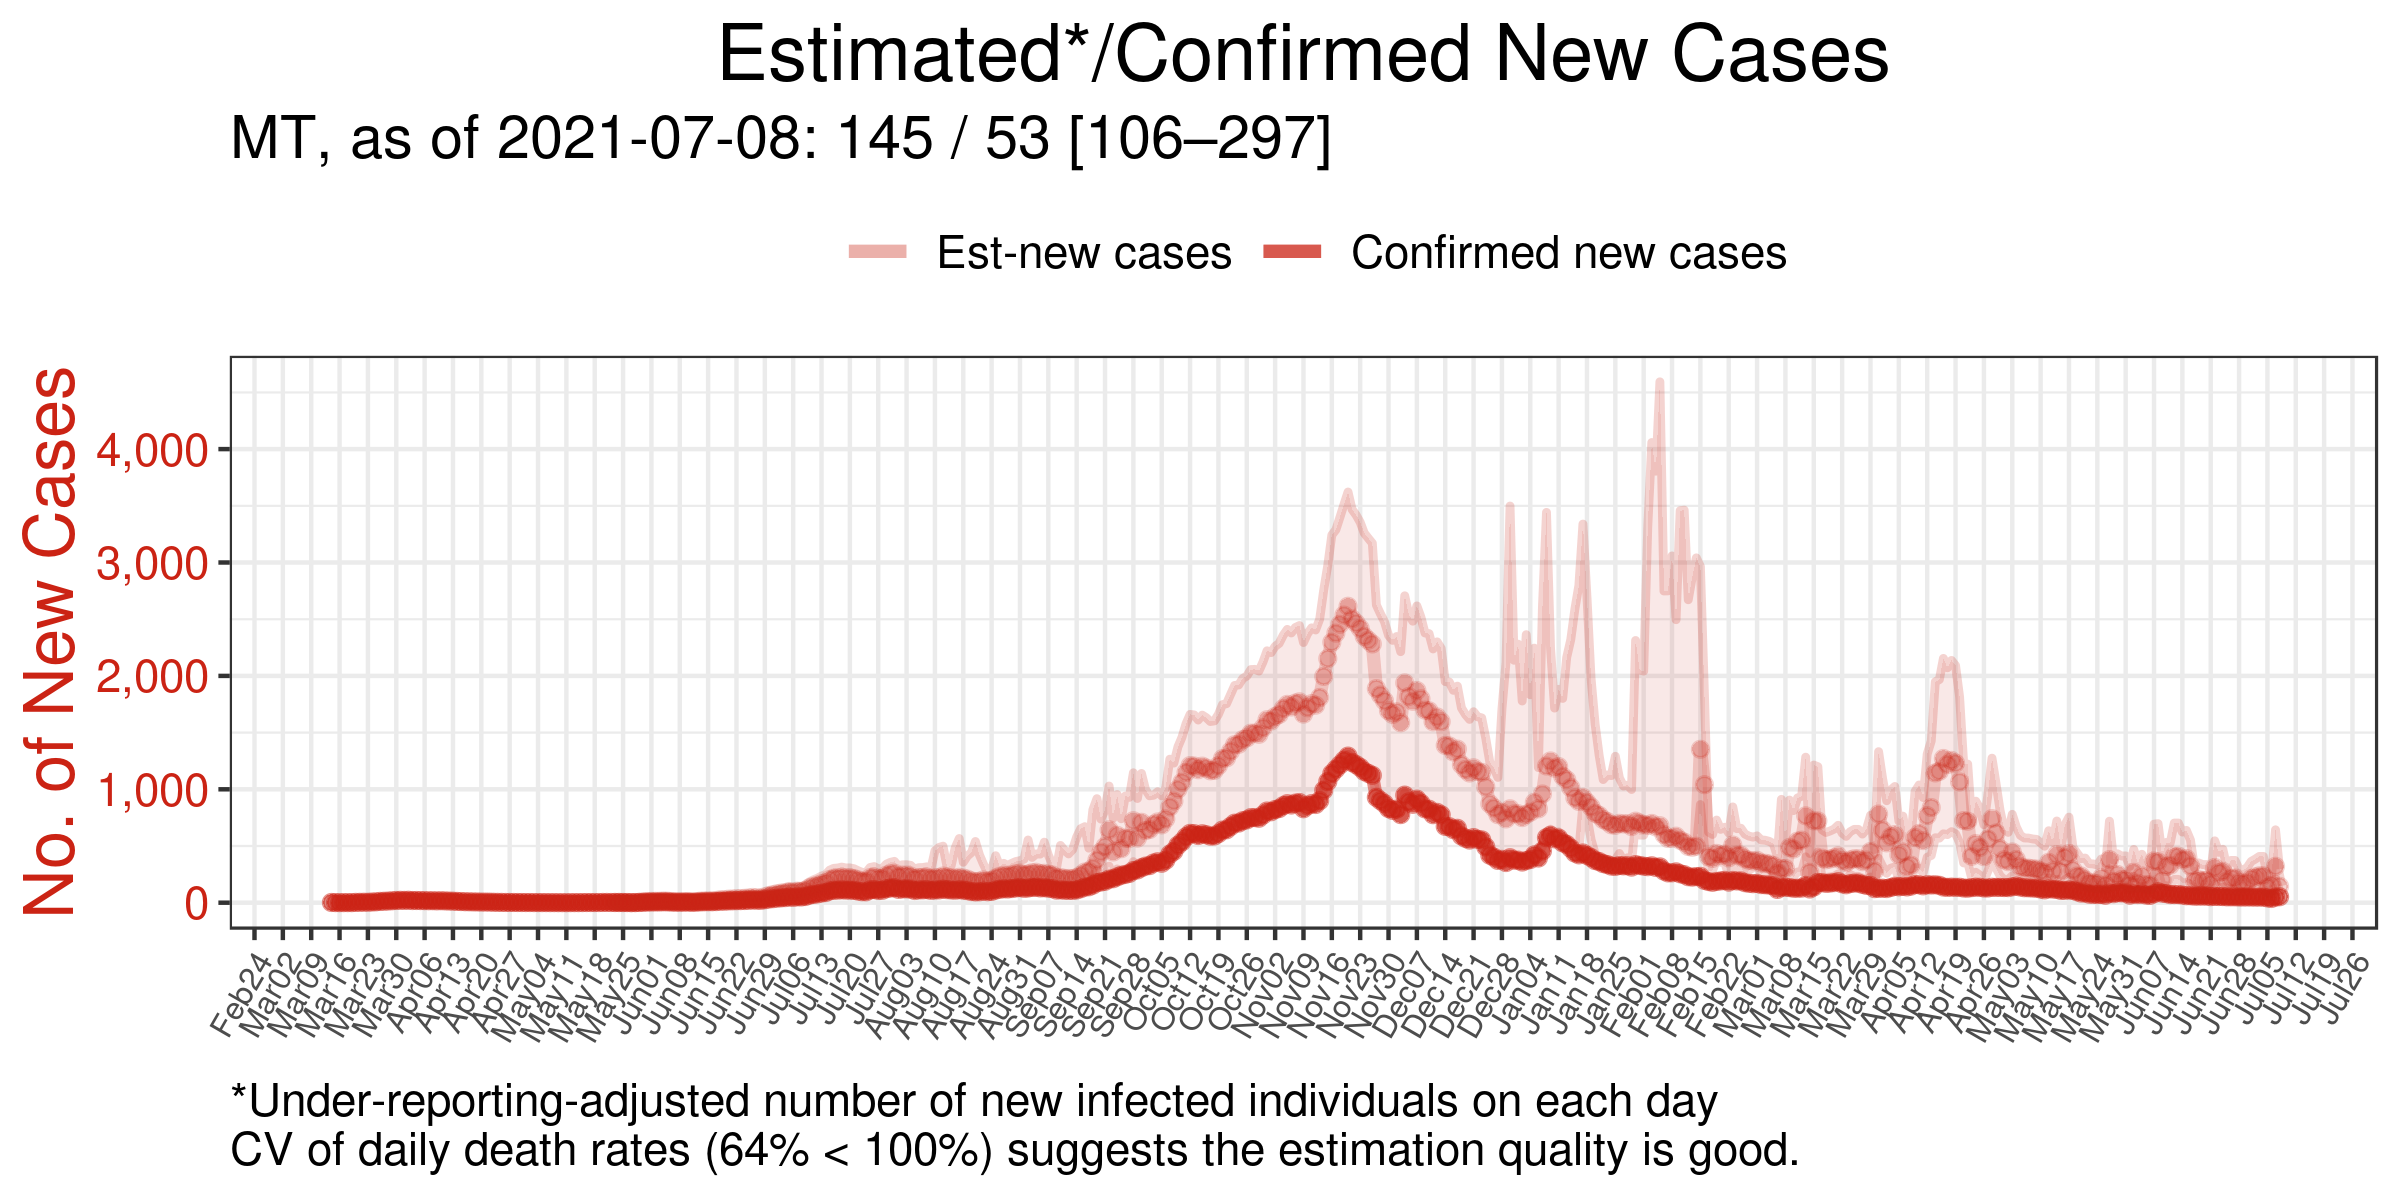 Estimated*/Confirmed New Cases
MT, as of 2021-07-08: 145 / 53 [106–297]
Est-new cases Confirmed new cases
No. of New Cases
4,000
3,000
2,000
1,000
0
Feb24 Mar02 Mar09 Mar16 Mar23 Mar30 Apr06 Apr13 Apr20 Apr27 May04 May11 May18 May25 Jun01 Jun08 Jun15 Jun22 Jun29 Jul06 Jul13 Jul20 Jul27 Aug03 Aug10 Aug17 Aug24 Aug31 Sep07 Sep14 Sep21 Sep28 Oct05 Oct12 Oct19 Oct26 Nov02 Nov09 Nov16 Nov23 Nov30 Dec07 Dec14 Dec21 Dec28 Jan04 Jan11 Jan18 Jan25 Feb01 Feb08 Feb15 Feb22 Mar01 Mar08 Mar15 Mar22 Mar29 Apr05 Apr12 Apr19 Apr26 May03 May10 May17 May24 May31 Jun07 Jun14 Jun21 Jun28 Jul05 Jul12 Jul19 Jul26
*Under-reporting-adjusted number of new infected individuals on each day
CV of daily death rates (64% < 100%) suggests the estimation quality is good.